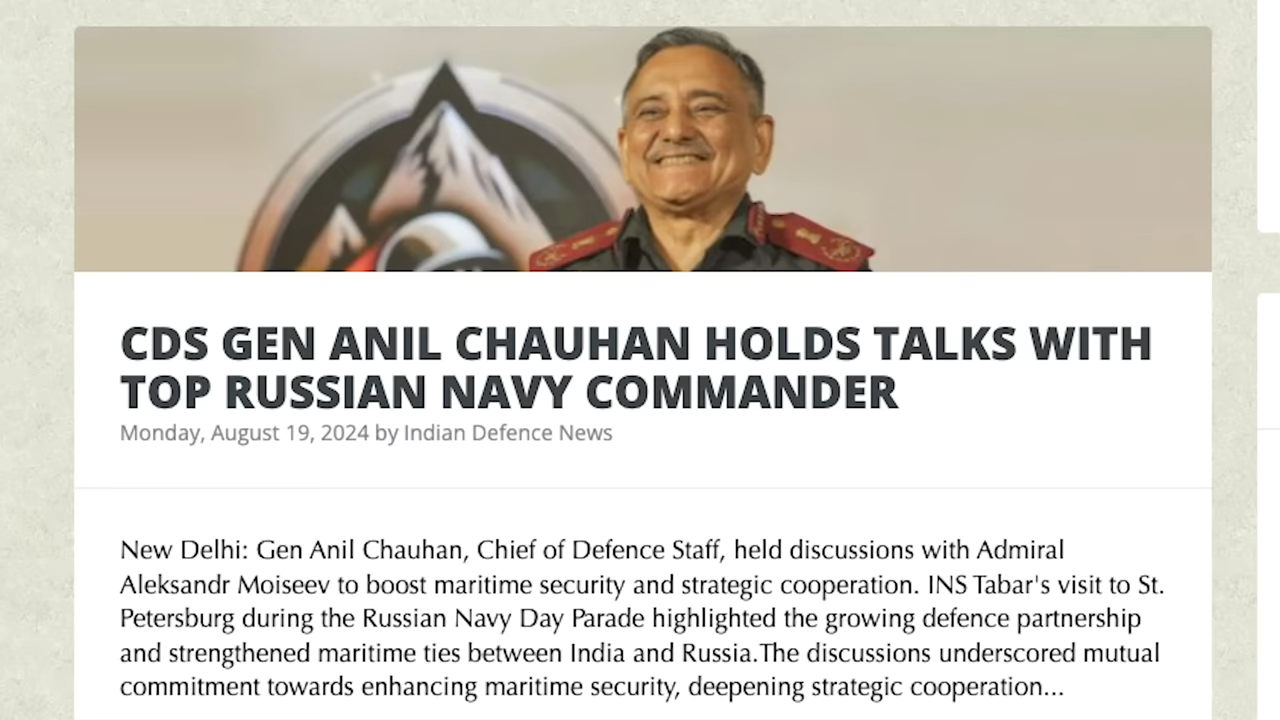 CDS GEN ANIL CHAUHAN HOLDS TALKS WITH
TOP RUSSIAN NAVY COMMANDER
Monday, August 19, 2024 by Indian Defence News
New Delhi: Gen Anil Chauhan, Chief of Defence Staff, held discussions with Admiral
Aleksandr Moiseev to boost maritime security and strategic cooperation. INS Tabar's visit to St.
Petersburg during the Russian Navy Day Parade highlighted the growing defence partnership
and strengthened maritime ties between India and Russia.The discussions underscored mutual
commitment towards enhancing maritime security, deepening strategic cooperation...